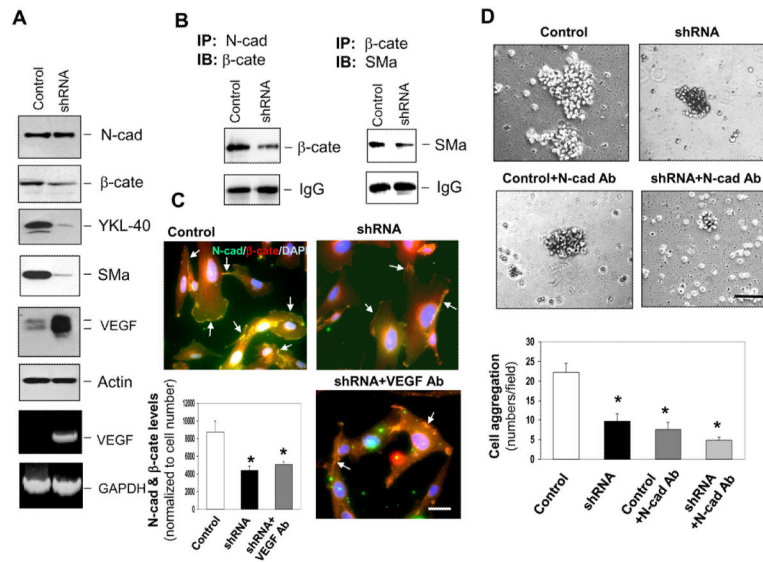 A
Control
shRNA
N-cad
β-cate
YKL-40
SMa
VEGF
Actin
VEGF
GAPDH
B
IP: N-cad
IB: β-cate
Control
shRNA
β-cate
IgG
IP: β-cate
IB: SMa
Control
shRNA
SMa
IgG
C
Control
N-cad/β-cate/DAPI
shRNA
shRNA+VEGF Ab
N-cad & β-cate levels
(normalized to cell number)
14000
12000
10000
8000
6000
4000
2000
0
*
*
Control
shRNA
shRNA+
VEGF Ab
D
Control
shRNA
Control+N-cad Ab
shRNA+N-cad Ab
Cell aggregation
(numbers/field)
30
25
20
15
10
5
0
*
*
*
Control
shRNA
Control
+N-cad Ab
shRNA
+N-cad Ab